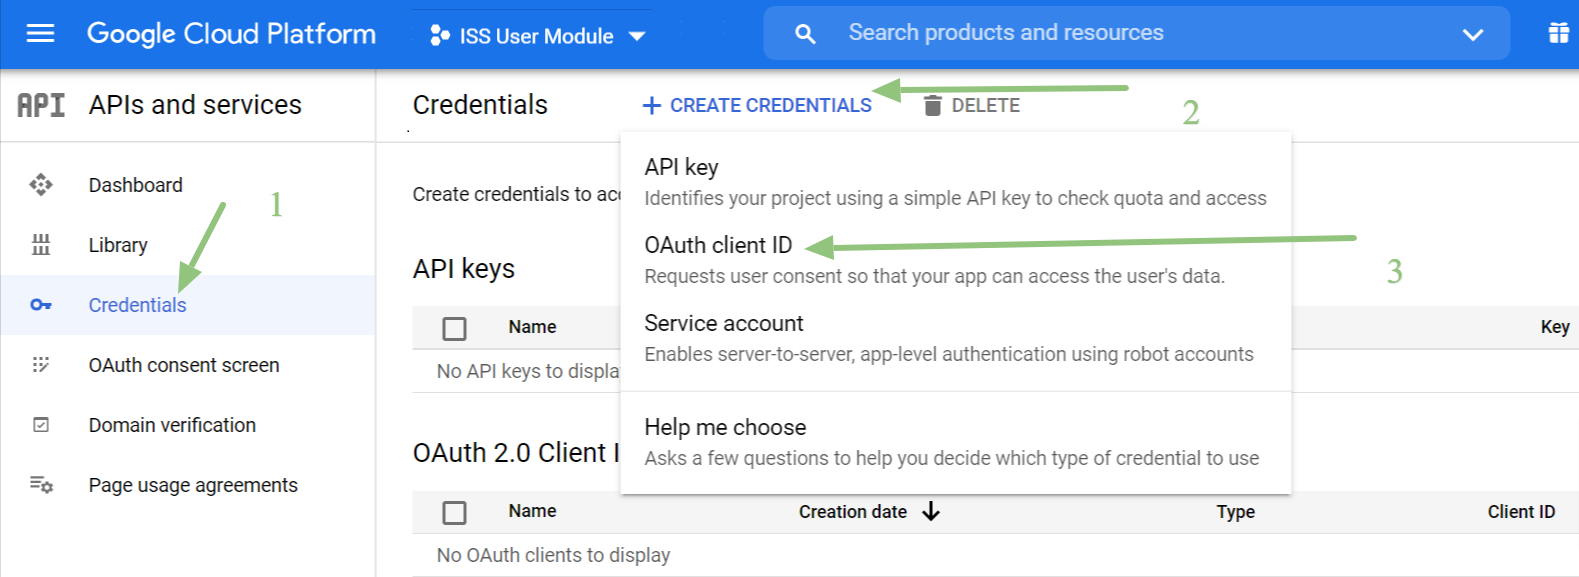 Google Cloud Platform
ISS User Module
Search products and resources
API
APIs and services
Credentials
+ CREATE CREDENTIALS
DELETE
2
Dashboard
Library
Credentials
OAuth consent screen
Domain verification
Page usage agreements
1
Create credentials to acc
API key
Identifies your project using a simple API key to check quota and access
OAuth client ID
Requests user consent so that your app can access the user's data.
3
Service account
Enables server-to-server, app-level authentication using robot accounts
Help me choose
Asks a few questions to help you decide which type of credential to use
API keys
Name
Key
No API keys to displa
OAuth 2.0 Client I
Name
Creation date
Type
Client ID
No OAuth clients to display